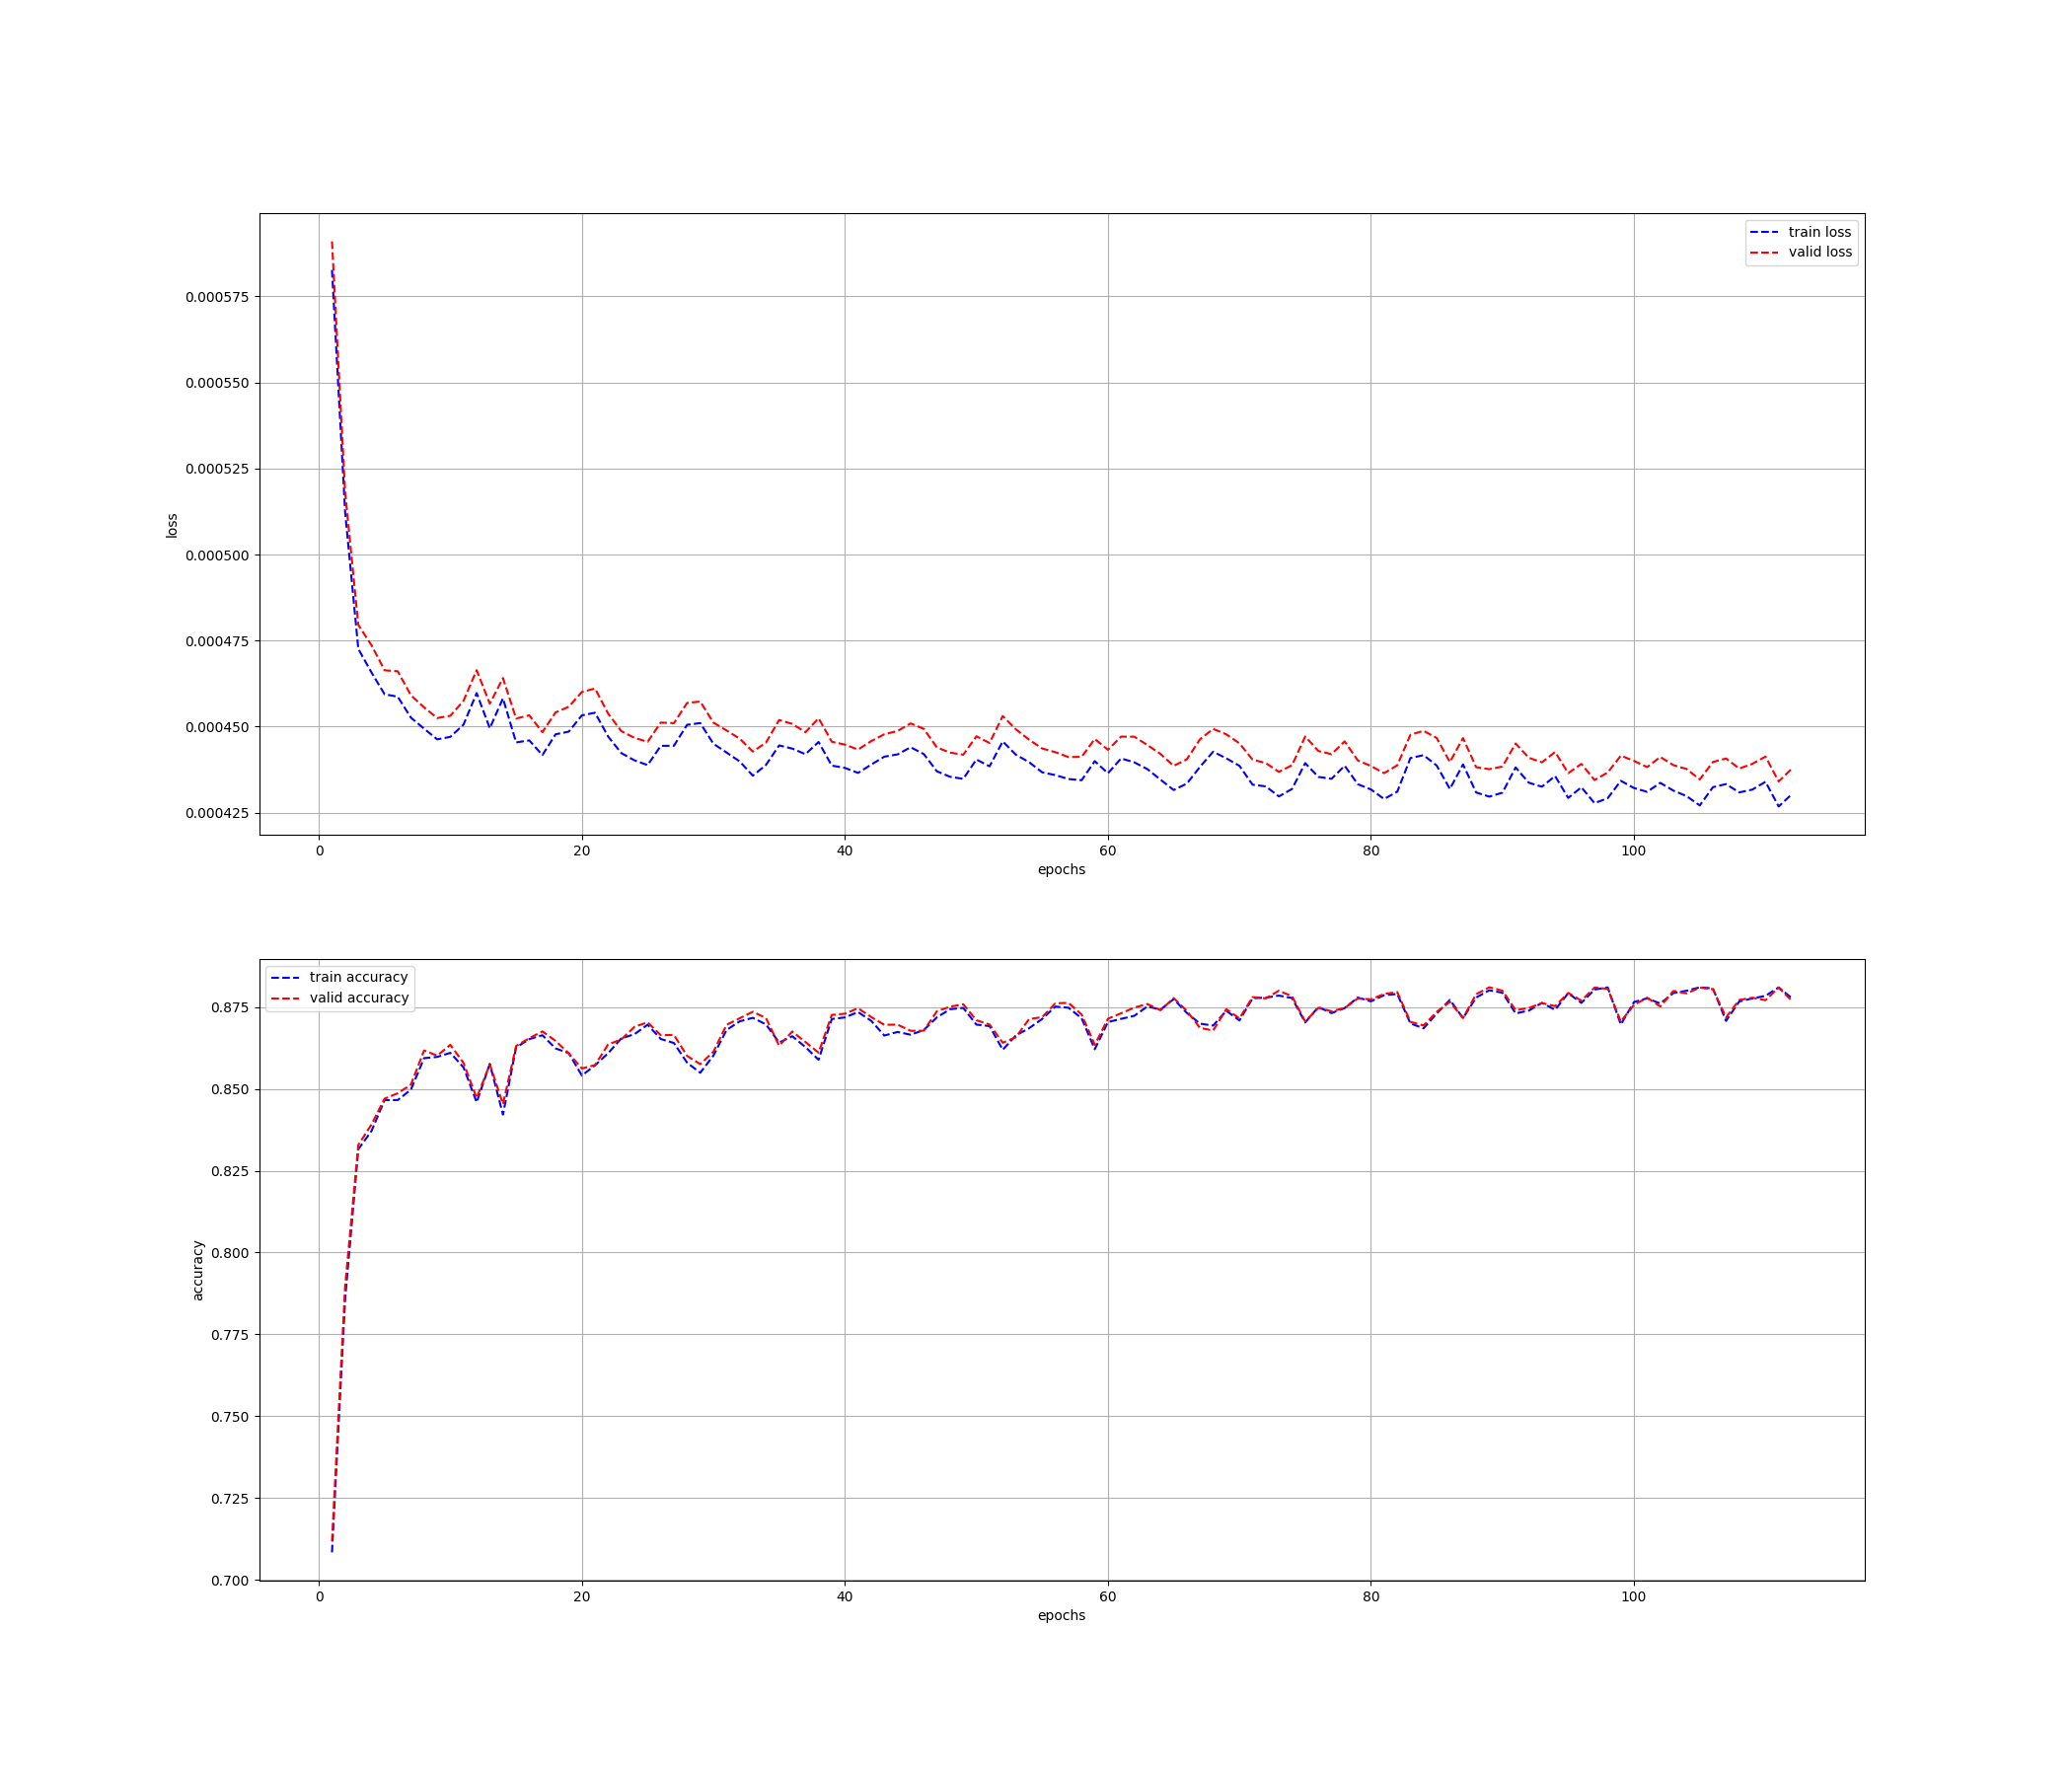 train loss
valid loss
0.000575
0.000550
0.000525
0.000500
0.000475
0.000450
0.000425
loss
0 20 40 60 80 100
epochs
train accuracy
valid accuracy
0.875
0.850
0.825
0.800
0.775
0.750
0.725
0.700
accuracy
0 20 40 60 80 100
epochs